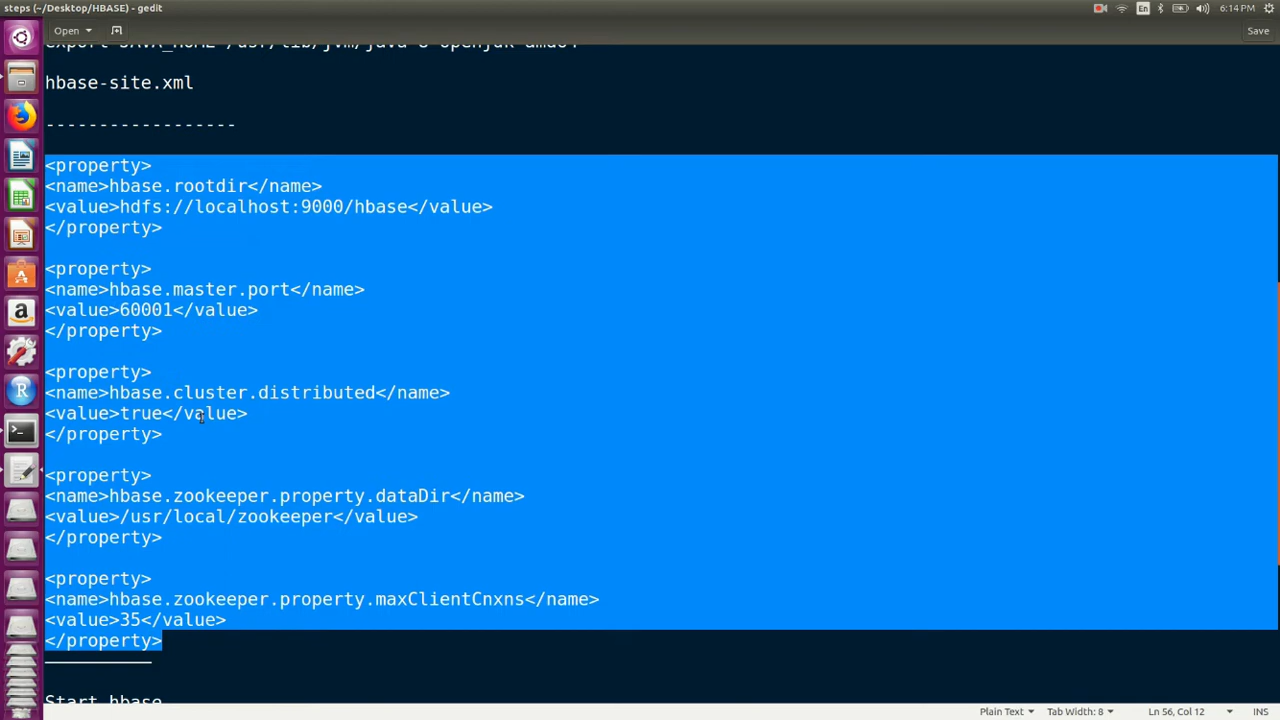 steps (~/Desktop/HBASE) - gedit
En
6:14 PM
Open
Save
hbase-site.xml
------------------
<property>
<name>hbase.rootdir</name>
<value>hdfs://localhost:9000/hbase</value>
</property>
<property>
<name>hbase.master.port</name>
<value>60001</value>
</property>
<property>
<name>hbase.cluster.distributed</name>
<value>true</value>
</property>
<property>
<name>hbase.zookeeper.property.dataDir</name>
<value>/usr/local/zookeeper</value>
</property>
<property>
<name>hbase.zookeeper.property.maxClientCnxns</name>
<value>35</value>
</property>
Start hbase
Plain Text
Tab Width: 8
Ln 56, Col 12
INS